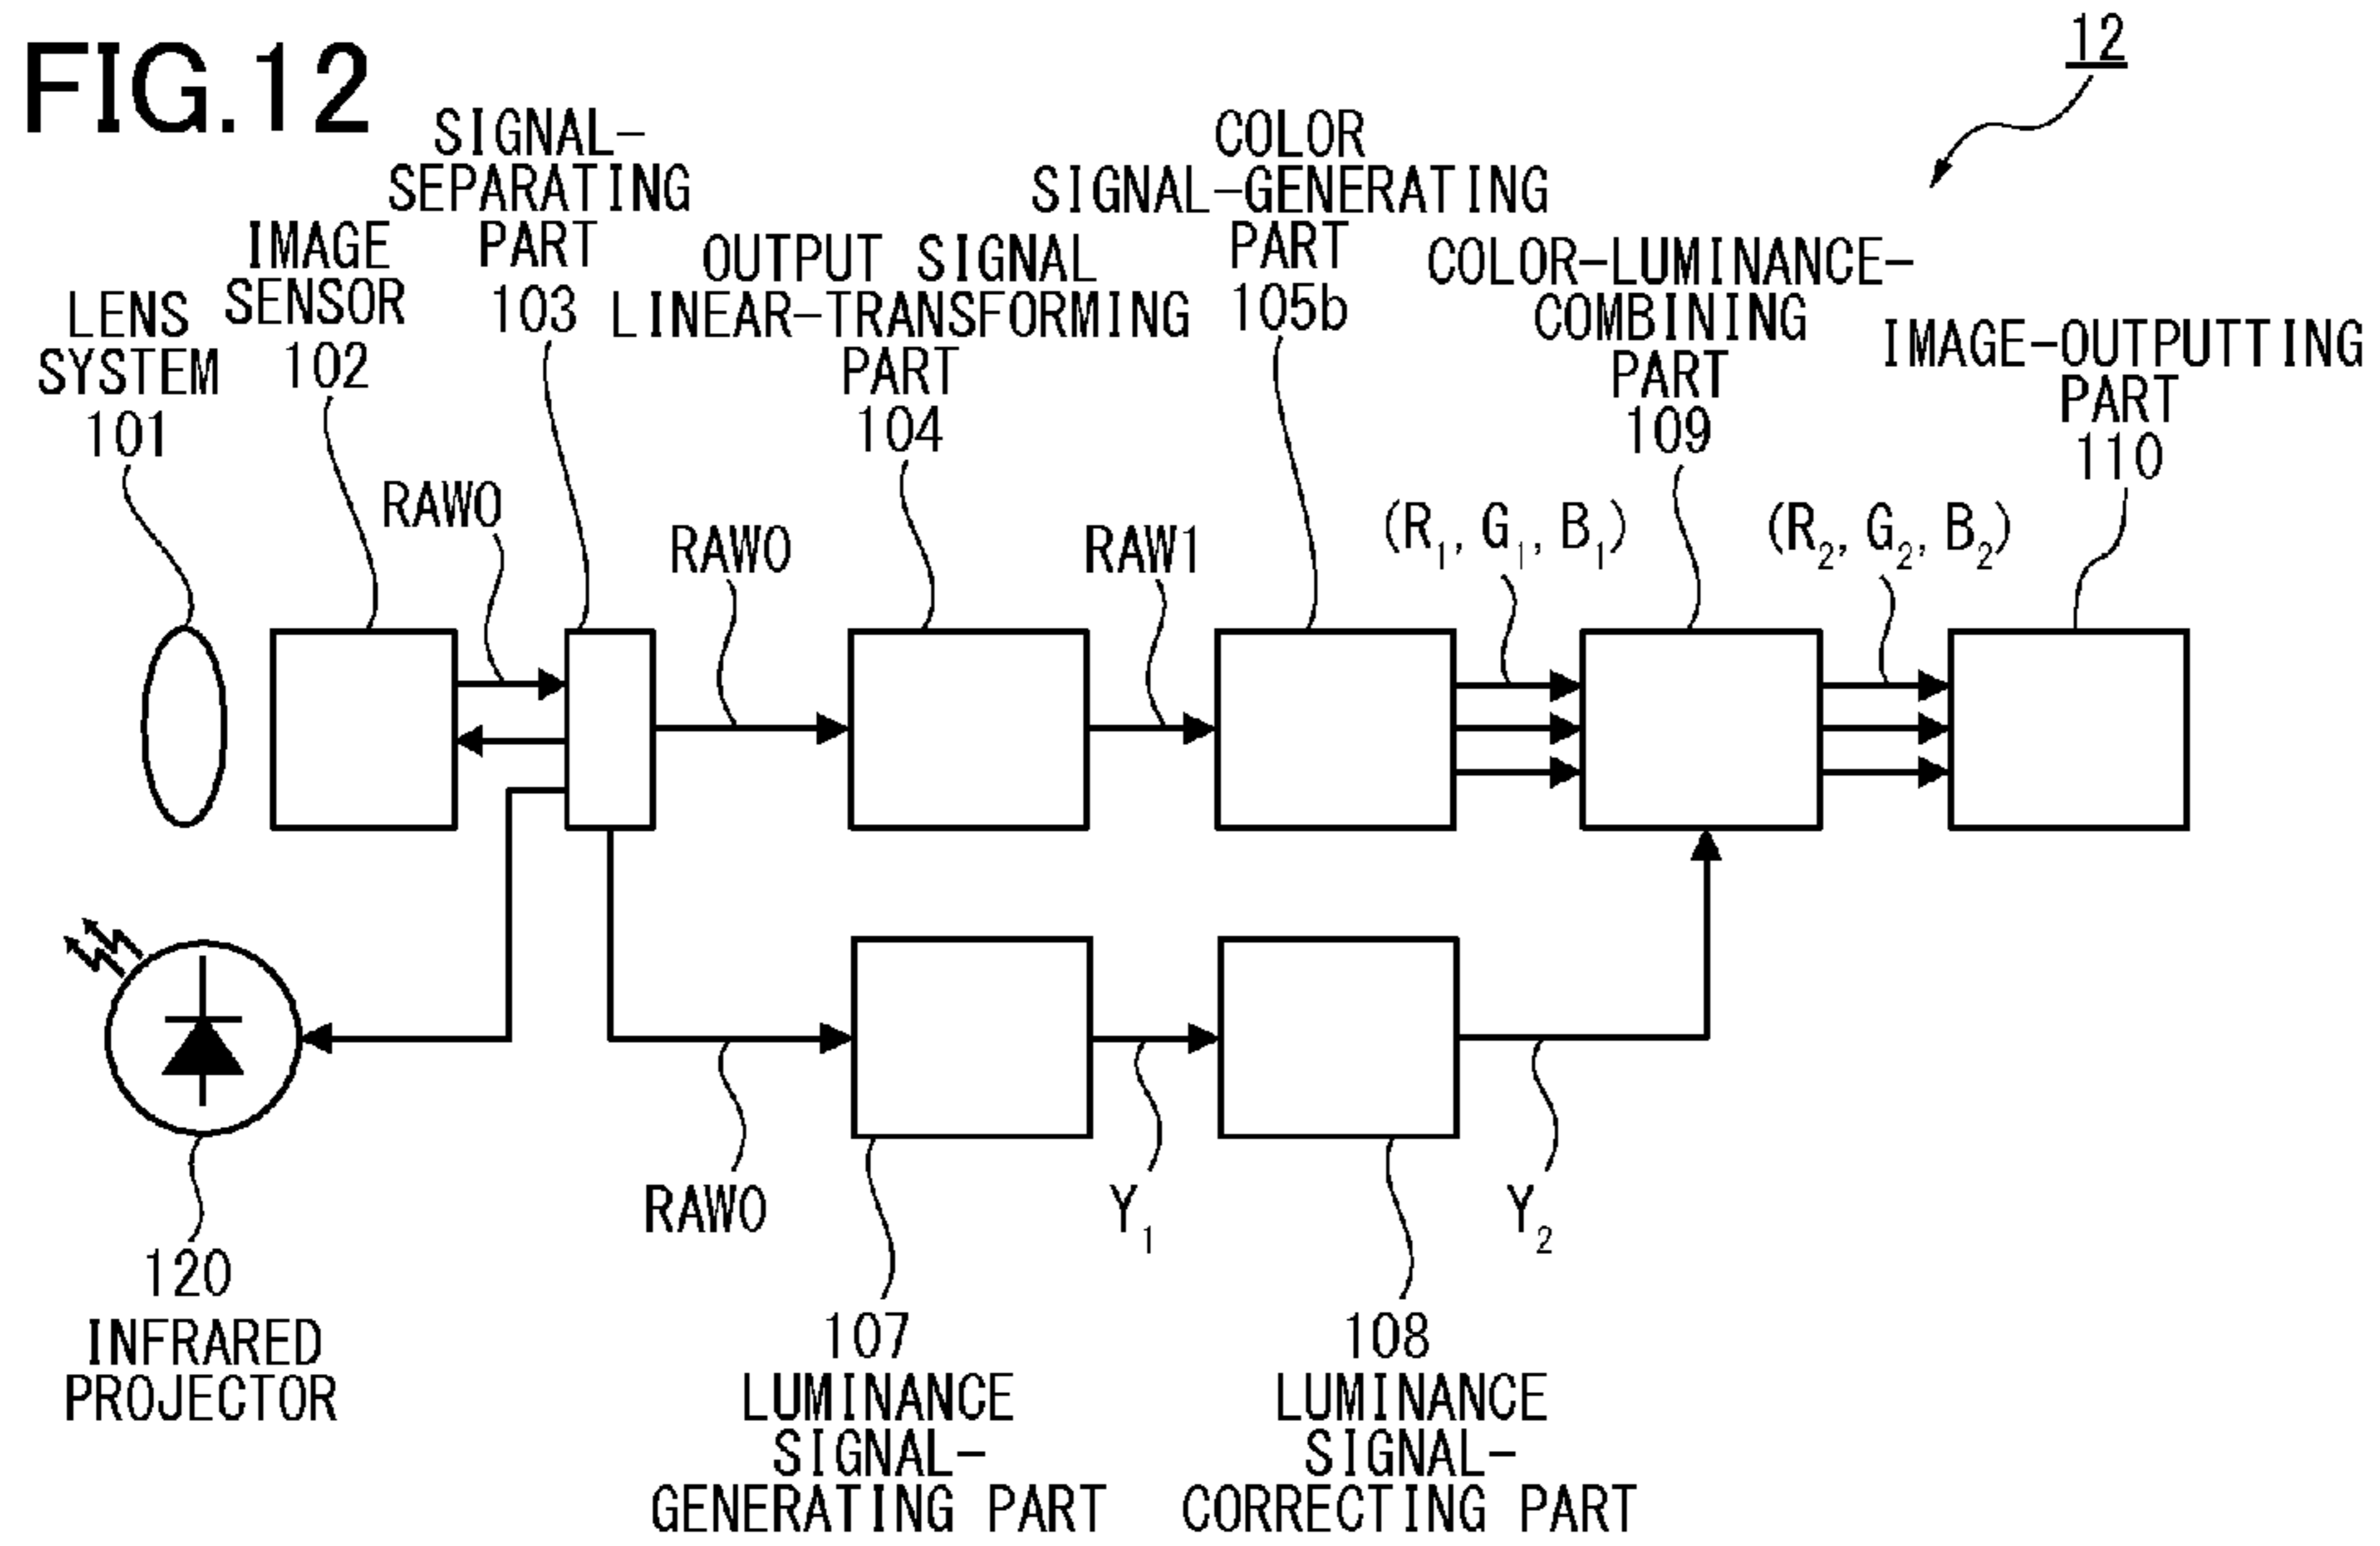 FIG.12
12
LENS
SYSTEM
101
IMAGE
SENSOR
102
SIGNAL-
SEPARATING
PART
103
OUTPUT SIGNAL
LINEAR-TRANSFORMING
PART
104
COLOR
SIGNAL-GENERATING
PART
105b
COLOR-LUMINANCE-
COMBINING
PART
109
IMAGE-OUTPUTTING
PART
110
RAW0
RAW0
RAW1
(R₁, G₁, B₁)
(R₂, G₂, B₂)
RAW0
Y₁
Y₂
120
INFRARED
PROJECTOR
107
LUMINANCE
SIGNAL-
GENERATING PART
108
LUMINANCE
SIGNAL-
CORRECTING PART